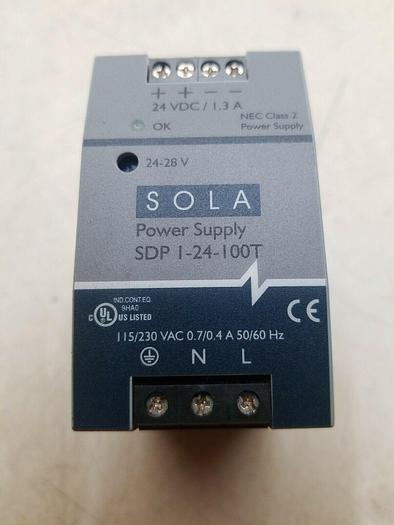 + + − −
24 VDC / 1.3 A
NEC Class 2
OK
Power Supply
24-28 V
SOLA
Power Supply
SDP 1-24-100T
IND.CONT.EQ.
9HA0
C UL US LISTED
CE
115/230 VAC 0.7/0.4 A 50/60 Hz
N L